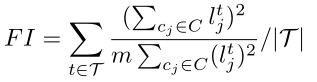 $FI = \sum_{t \in \mathcal{T}} \frac{(\sum_{c_j \in C} l_j^t)^2}{m \sum_{c_j \in C} (l_j^t)^2} / |\mathcal{T}|$